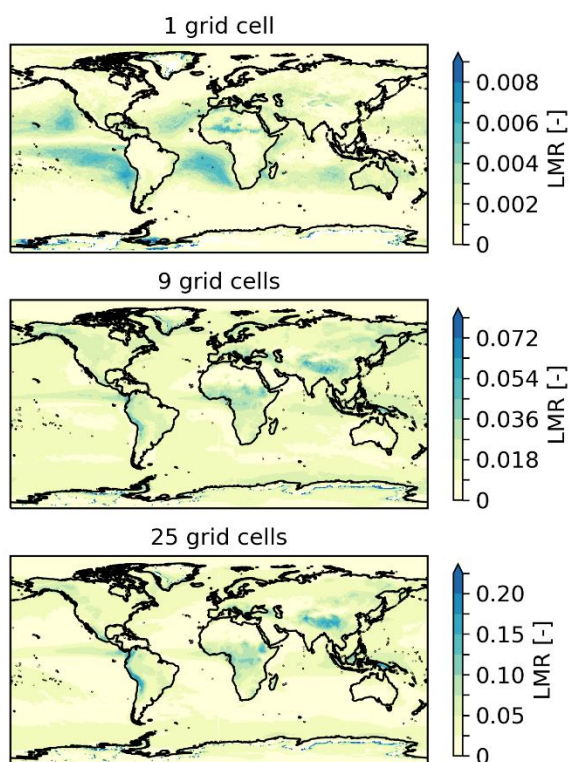 1 grid cell
0.008
0.006
0.004
0.002
0
LMR [-]
9 grid cells
0.072
0.054
0.036
0.018
0
LMR [-]
25 grid cells
0.20
0.15
0.10
0.05
0
LMR [-]